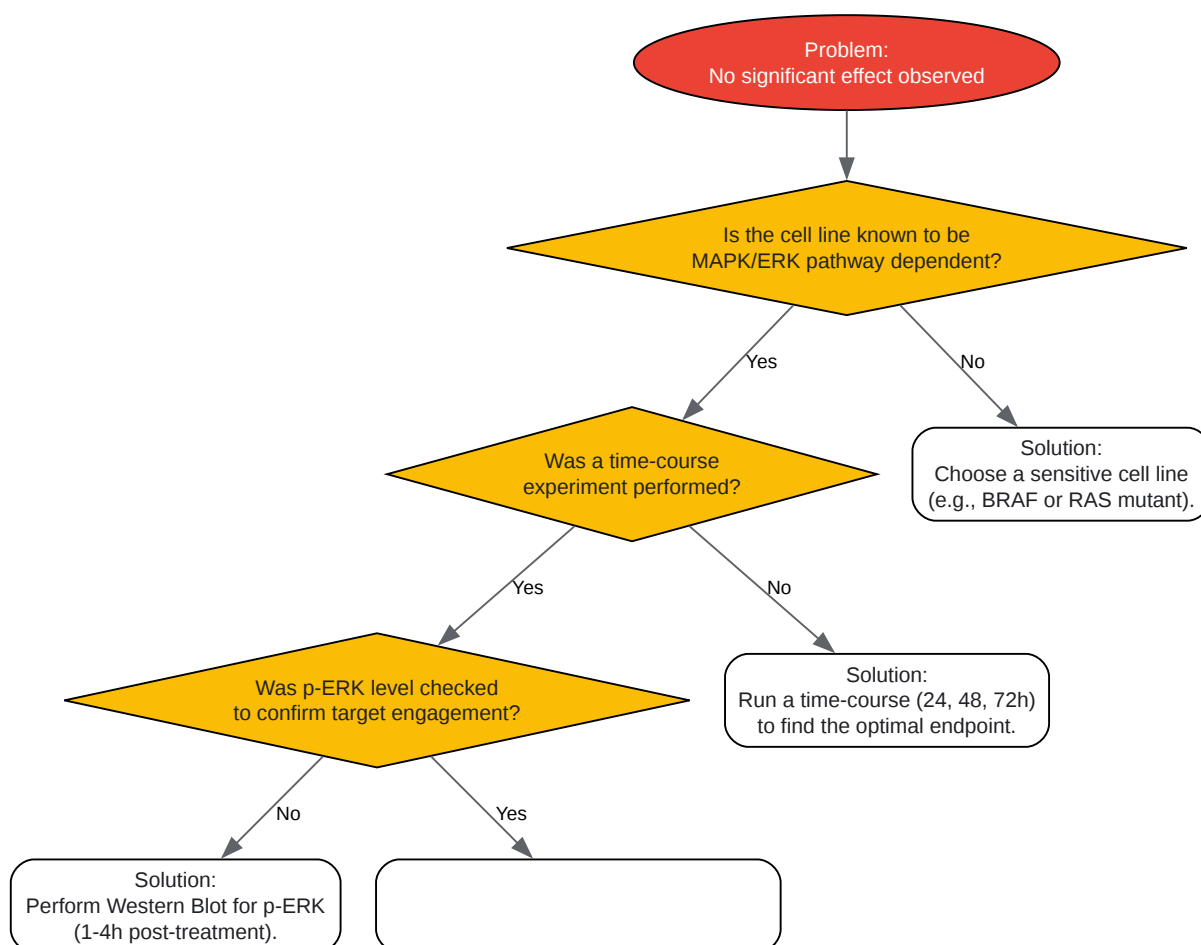 Problem:
No significant effect observed
Is the cell line known to be
MAPK/ERK pathway dependent?
Yes
No
Was a time-course
experiment performed?
Solution:
Choose a sensitive cell line
(e.g., BRAF or RAS mutant).
Yes
No
Was p-ERK level checked
to confirm target engagement?
Solution:
Run a time-course (24, 48, 72h)
to find the optimal endpoint.
No
Yes
Solution:
Perform Western Blot for p-ERK
(1-4h post-treatment).